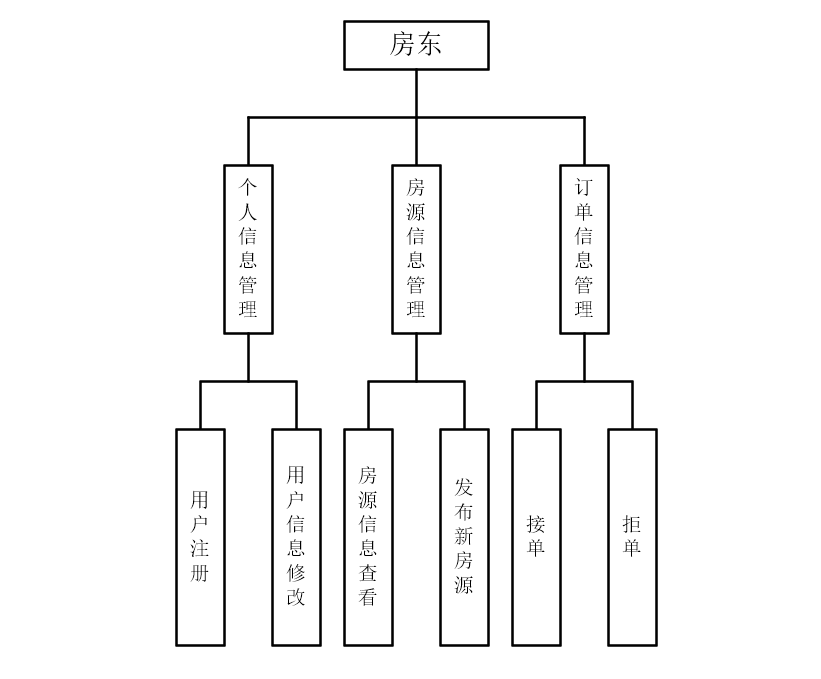 房东
个人信息管理
房源信息管理
订单信息管理
用户注册
用户信息修改
房源信息查看
发布新房源
接单
拒单